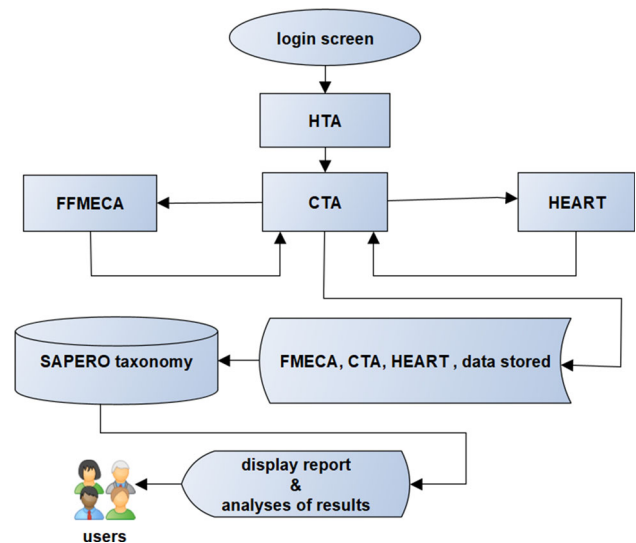 login screen
HTA
FFMECA
CTA
HEART
SAPERO taxonomy
FMECA, CTA, HEART , data stored
display report
&
analyses of results
users